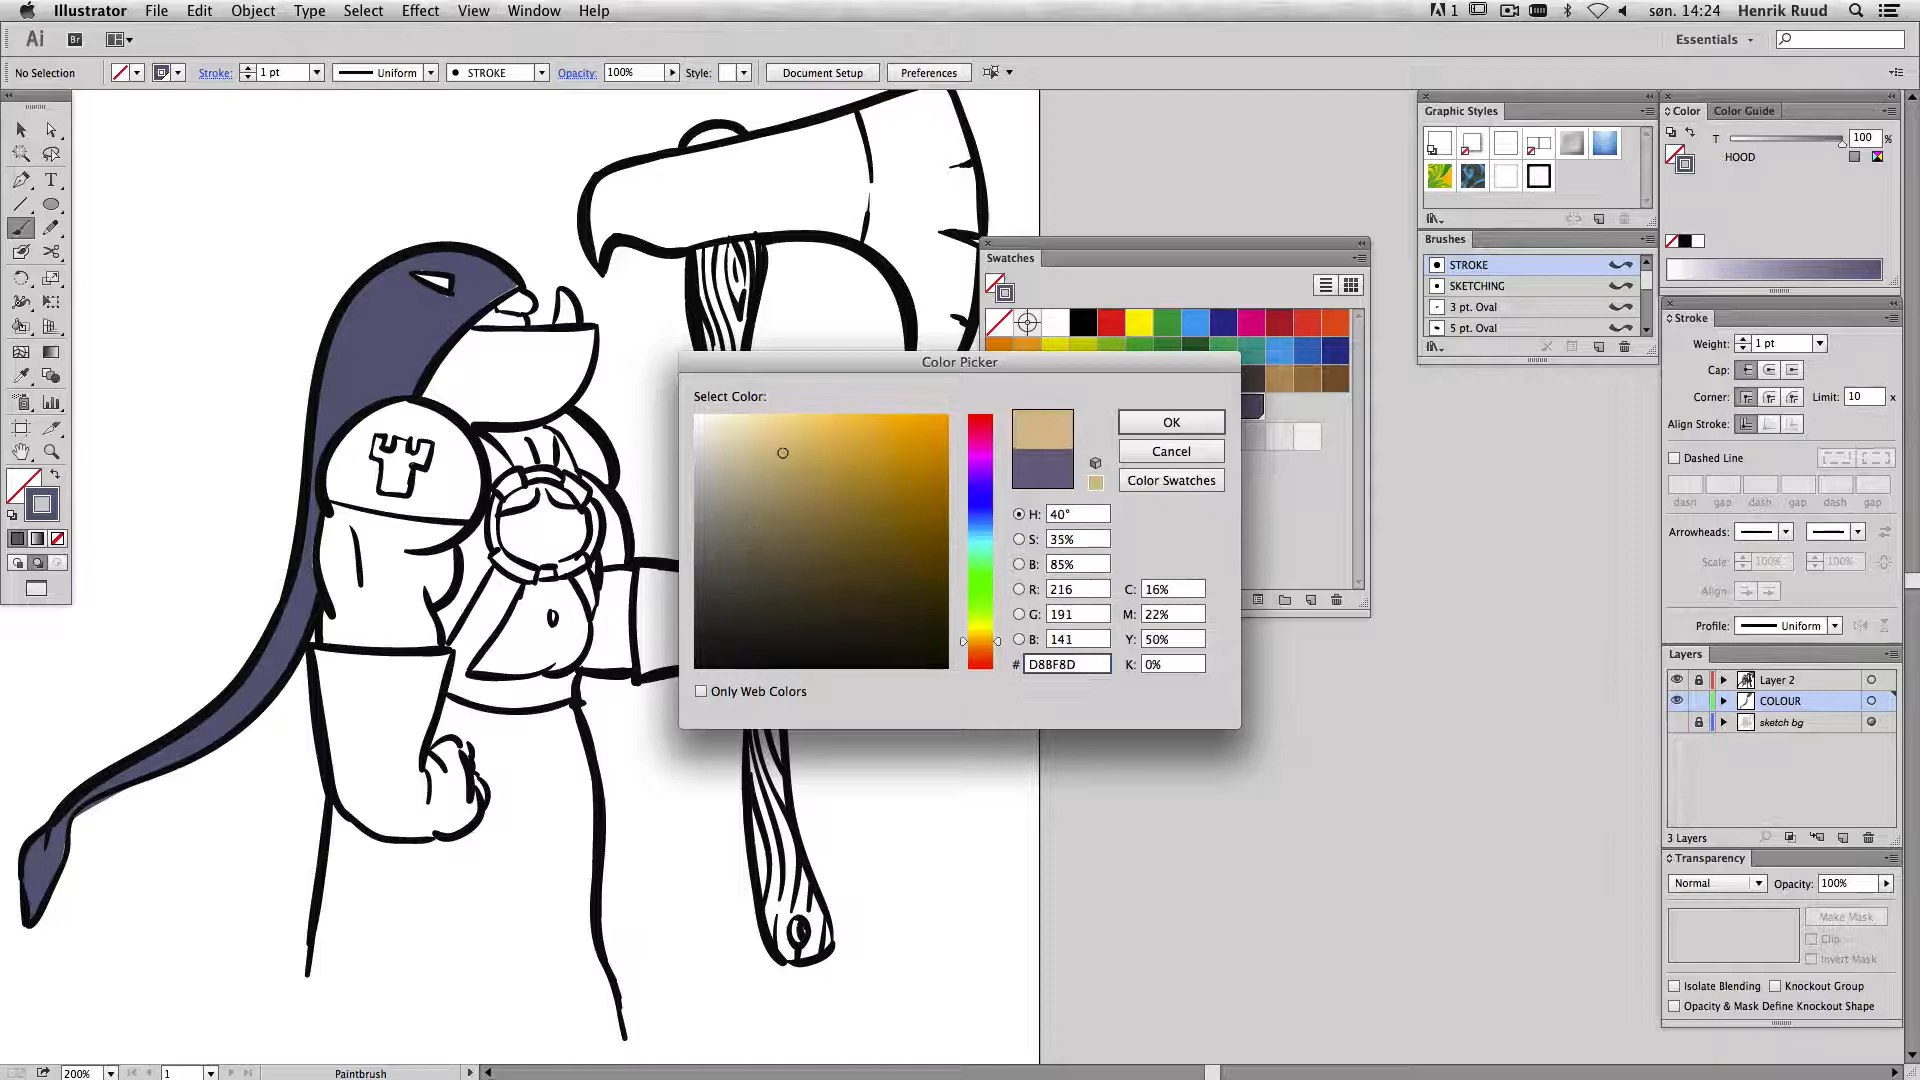 Illustrator File Edit Object Type Select Effect View Window Help 1 søn. 14:24 Henrik Ruud
Ai Br Essentials
No Selection Stroke: 1 pt Uniform STROKE Opacity: 100% Style: Document Setup Preferences
Graphic Styles
Color Color Guide
T 100 %
HOOD
Brushes
STROKE
SKETCHING
3 pt. Oval
5 pt. Oval
Swatches
Stroke
Weight: 1 pt
Cap:
Corner: Limit: 10 x
Align Stroke:
Dashed Line
dash gap dash gap dash gap
Arrowheads:
Scale: 100% 100%
Align:
Profile: Uniform
Color Picker
Select Color:
OK
Cancel
Color Swatches
H: 40°
S: 35%
B: 85%
R: 216 C: 16%
G: 191 M: 22%
B: 141 Y: 50%
# D8BF8D K: 0%
Only Web Colors
Layers
Layer 2
COLOUR
sketch bg
3 Layers
Transparency
Normal Opacity: 100%
Make Mask
Clip
Invert Mask
Isolate Blending Knockout Group
Opacity & Mask Define Knockout Shape
200% 1 Paintbrush